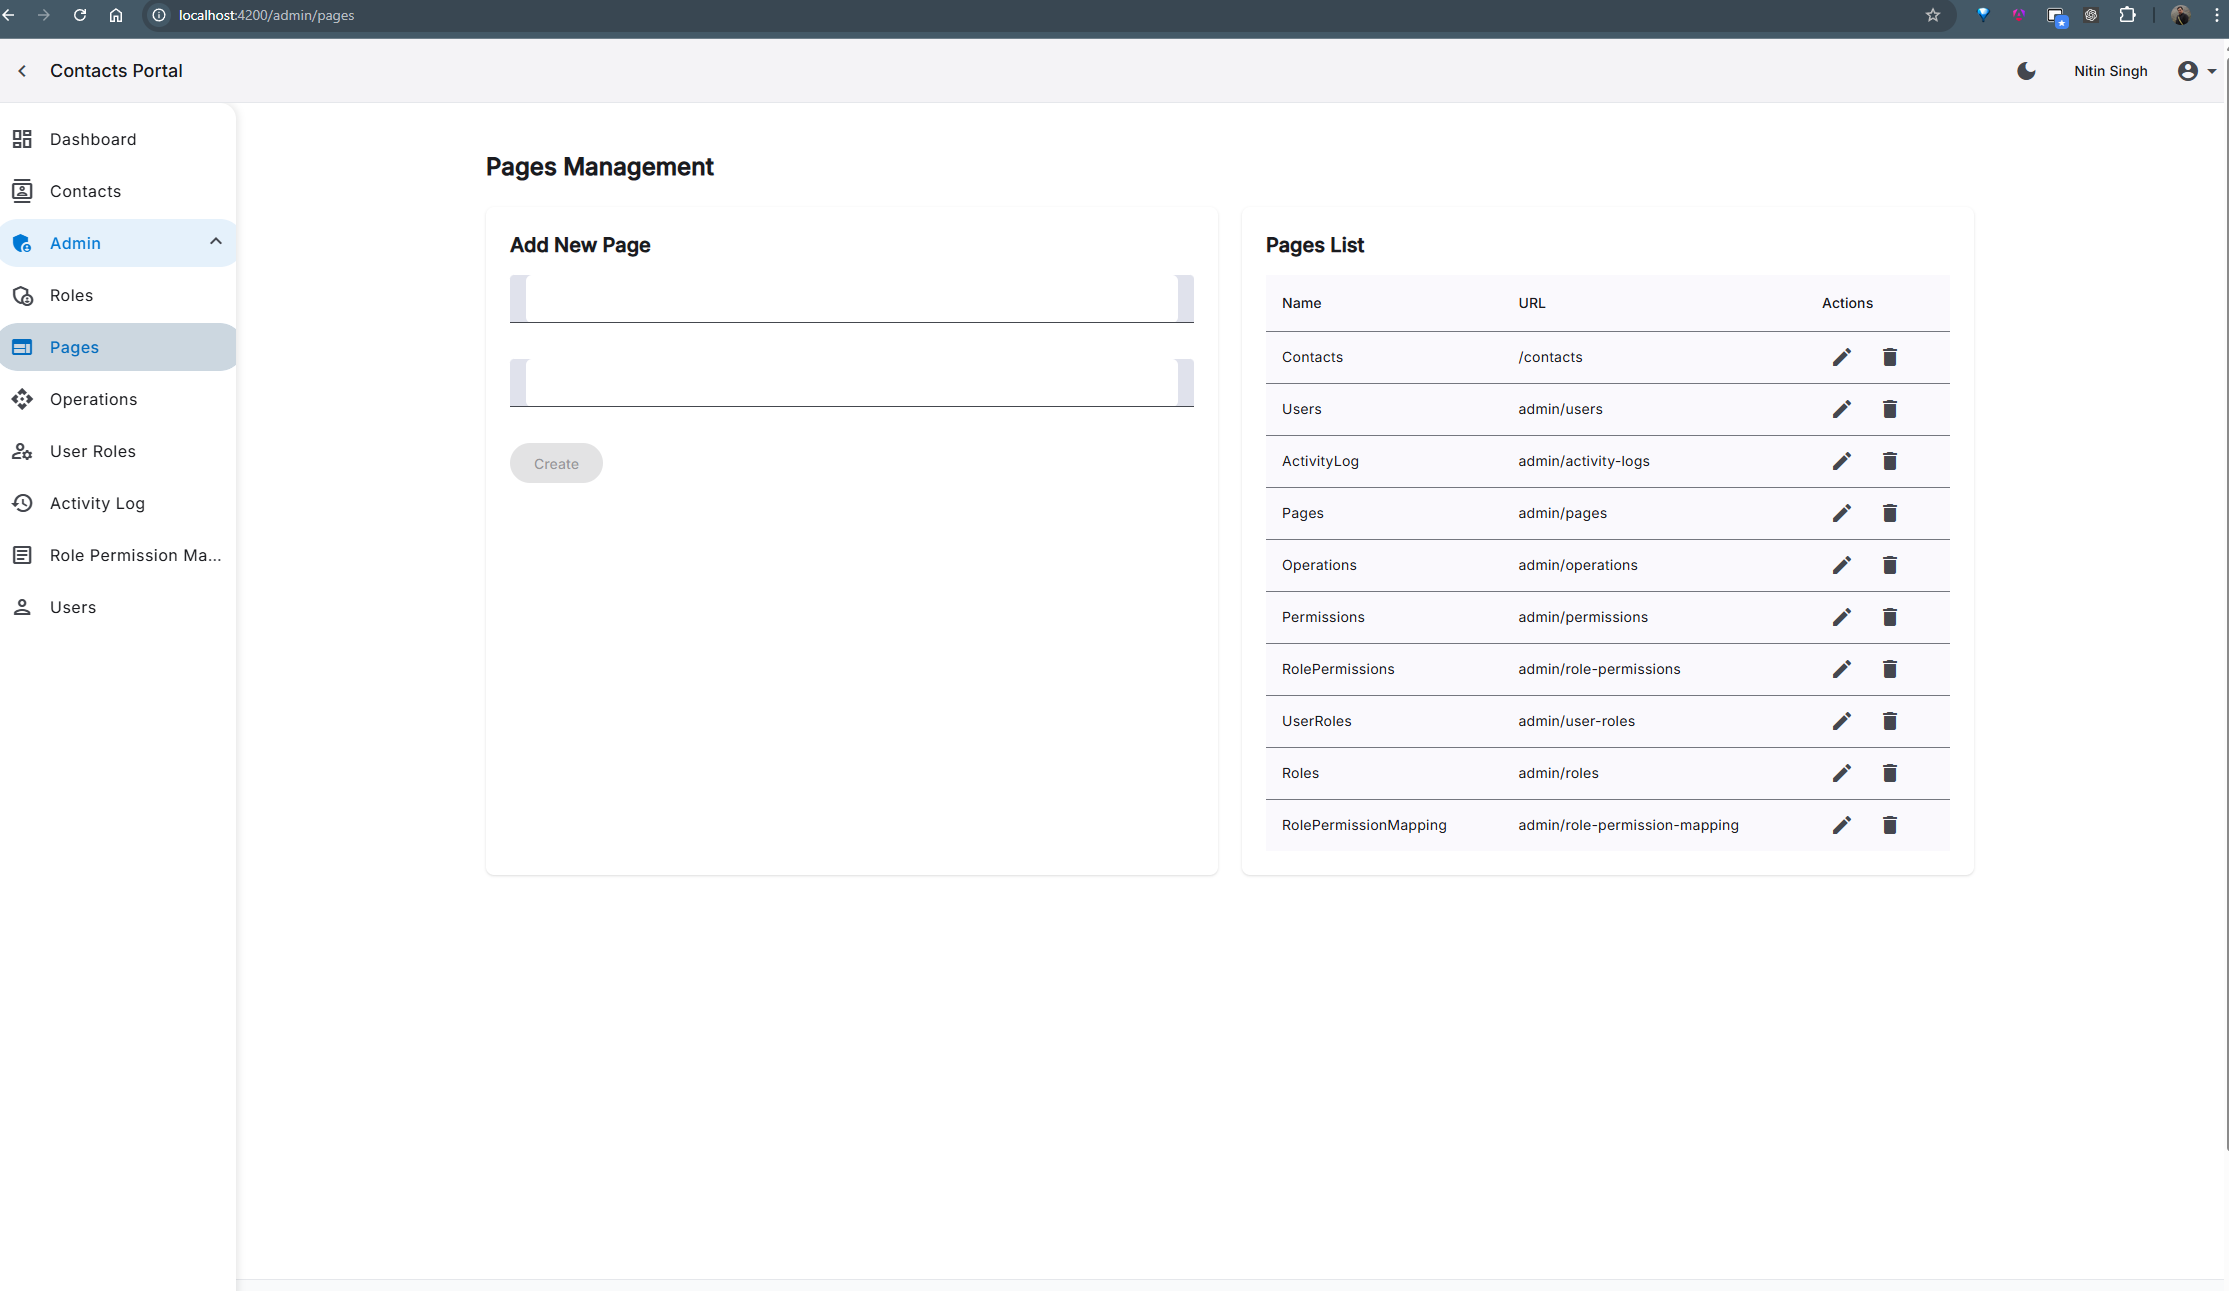 localhost:4200/admin/pages
Contacts Portal
Nitin Singh
Dashboard
Contacts
Admin
Roles
Pages
Operations
User Roles
Activity Log
Role Permission Ma...
Users
Pages Management
Add New Page
Create
Pages List
Name URL Actions
Contacts /contacts
Users admin/users
ActivityLog admin/activity-logs
Pages admin/pages
Operations admin/operations
Permissions admin/permissions
RolePermissions admin/role-permissions
UserRoles admin/user-roles
Roles admin/roles
RolePermissionMapping admin/role-permission-mapping